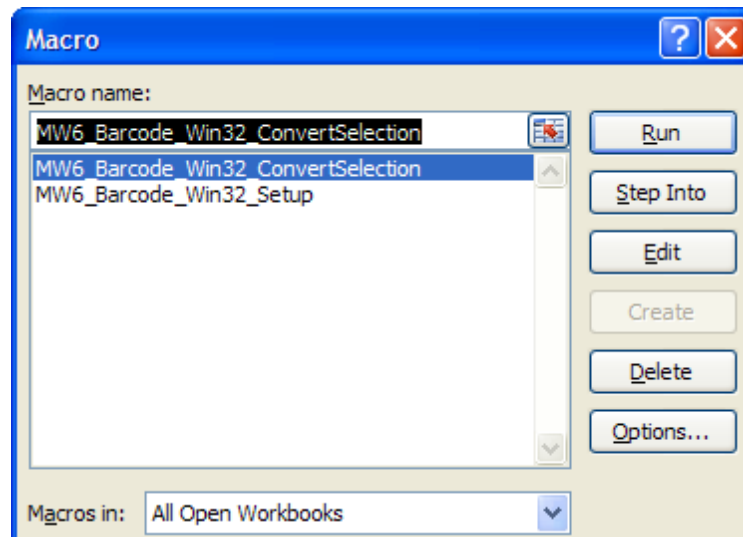 Macro
Macro name:
MW6_Barcode_Win32_ConvertSelection
MW6_Barcode_Win32_ConvertSelection
MW6_Barcode_Win32_Setup
Run
Step Into
Edit
Create
Delete
Options...
Macros in: All Open Workbooks